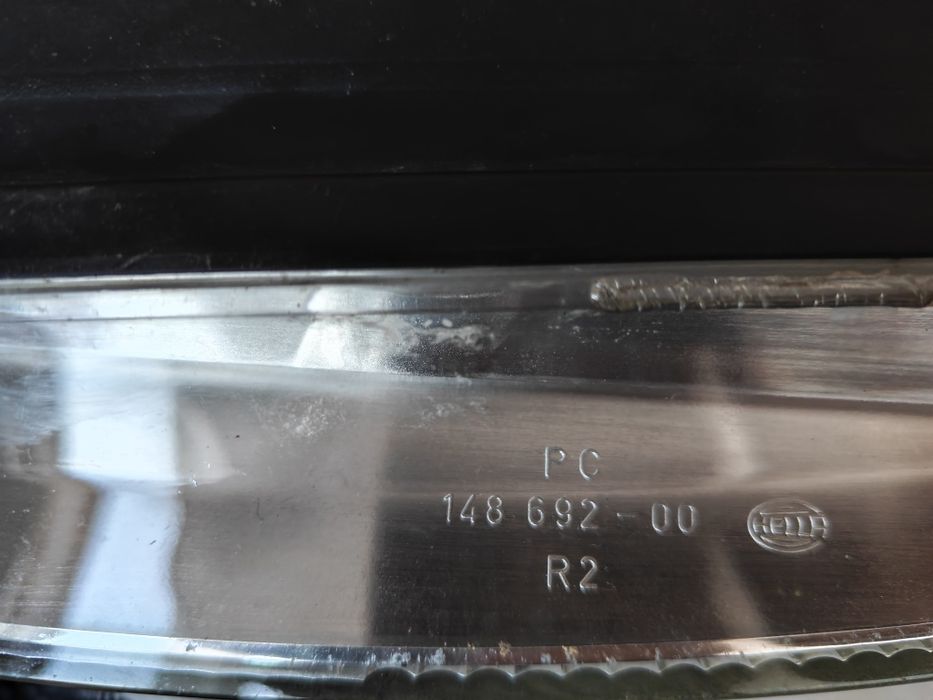 PC
148 692-00
HELLA
R2